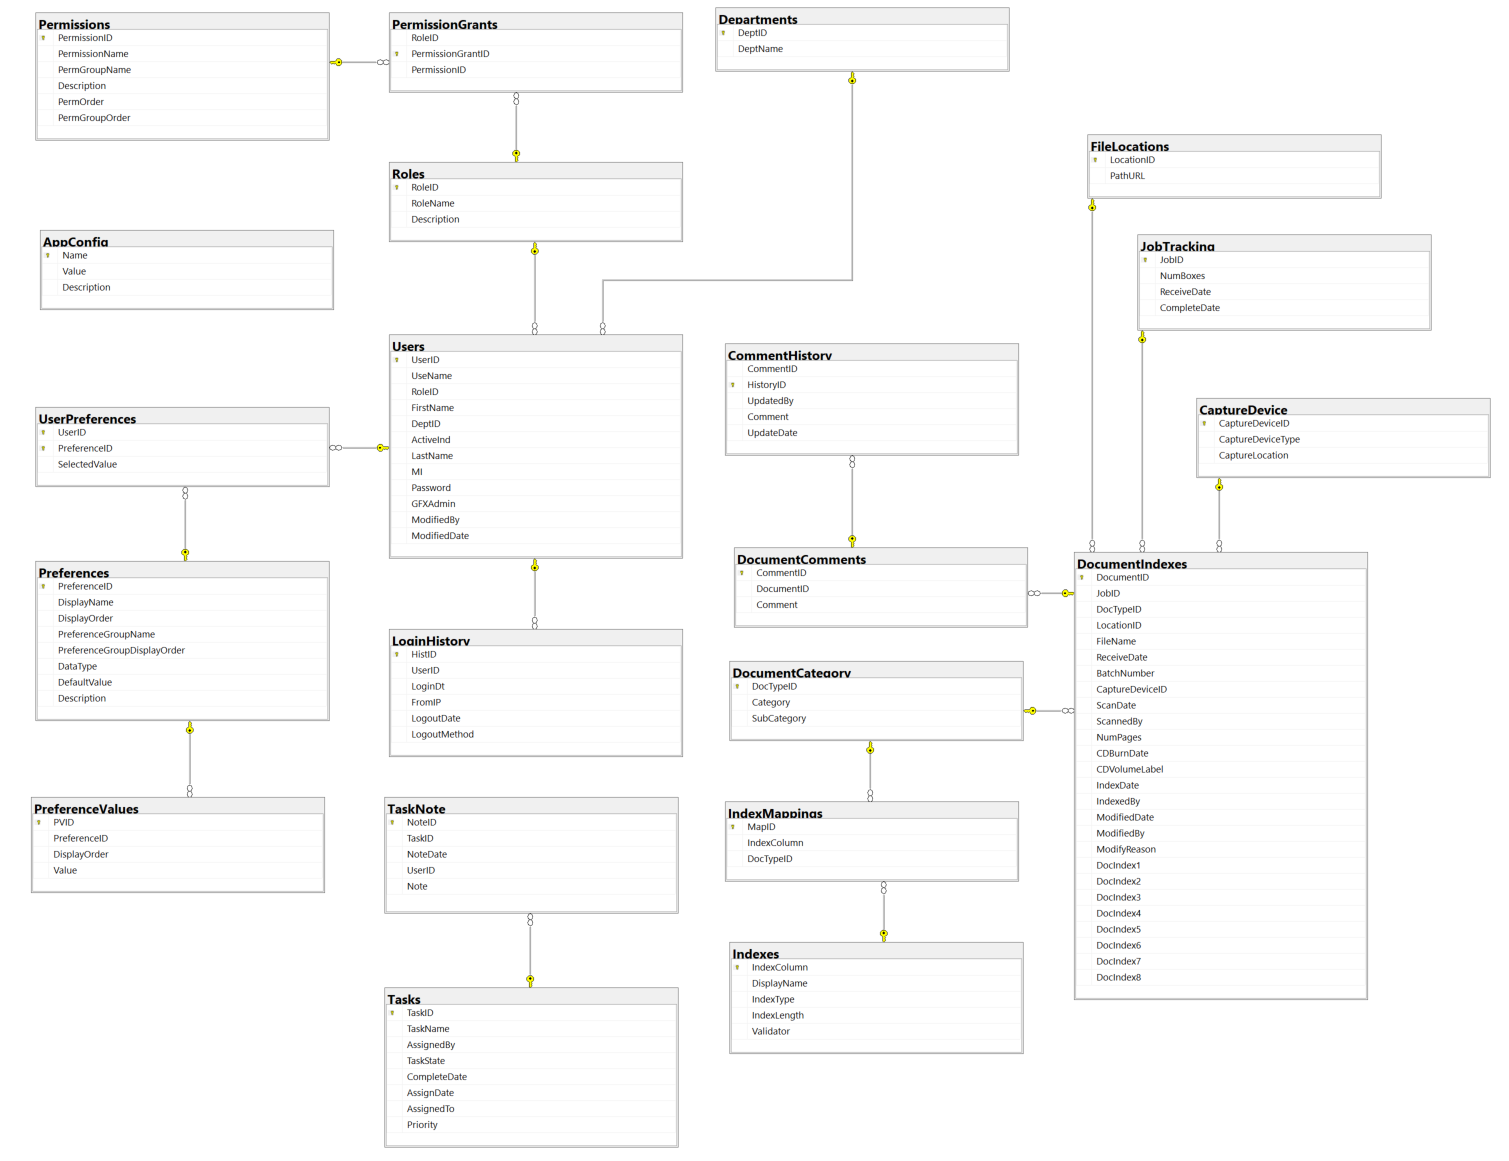 Permissions
PermissionID
PermissionName
PermGroupName
Description
PermOrder
PermGroupOrder
PermissionGrants
RoleID
PermissionGrantID
PermissionID
Departments
DeptID
DeptName
FileLocations
LocationID
PathURL
Roles
RoleID
RoleName
Description
AppConfig
Name
Value
Description
JobTracking
JobID
NumBoxes
ReceiveDate
CompleteDate
Users
UserID
UseName
RoleID
FirstName
DeptID
ActiveInd
LastName
MI
Password
GFXAdmin
ModifiedBy
ModifiedDate
CommentHistory
CommentID
HistoryID
UpdatedBy
Comment
UpdateDate
CaptureDevice
CaptureDeviceID
CaptureDeviceType
CaptureLocation
UserPreferences
UserID
PreferenceID
SelectedValue
Preferences
PreferenceID
DisplayName
DisplayOrder
PreferenceGroupName
PreferenceGroupDisplayOrder
DataType
DefaultValue
Description
LoginHistory
HistID
UserID
LoginDt
FromIP
LogoutDate
LogoutMethod
DocumentComments
CommentID
DocumentID
Comment
DocumentCategory
DocTypeID
Category
SubCategory
DocumentIndexes
DocumentID
JobID
DocTypeID
LocationID
FileName
ReceiveDate
BatchNumber
CaptureDeviceID
ScanDate
ScannedBy
NumPages
CDBurnDate
CDVolumeLabel
IndexDate
IndexedBy
ModifiedDate
ModifiedBy
ModifyReason
DocIndex1
DocIndex2
DocIndex3
DocIndex4
DocIndex5
DocIndex6
DocIndex7
DocIndex8
PreferenceValues
PVID
PreferenceID
DisplayOrder
Value
TaskNote
NoteID
TaskID
NoteDate
UserID
Note
IndexMappings
MapID
IndexColumn
DocTypeID
Indexes
IndexColumn
DisplayName
IndexType
IndexLength
Validator
Tasks
TaskID
TaskName
AssignedBy
TaskState
CompleteDate
AssignDate
AssignedTo
Priority